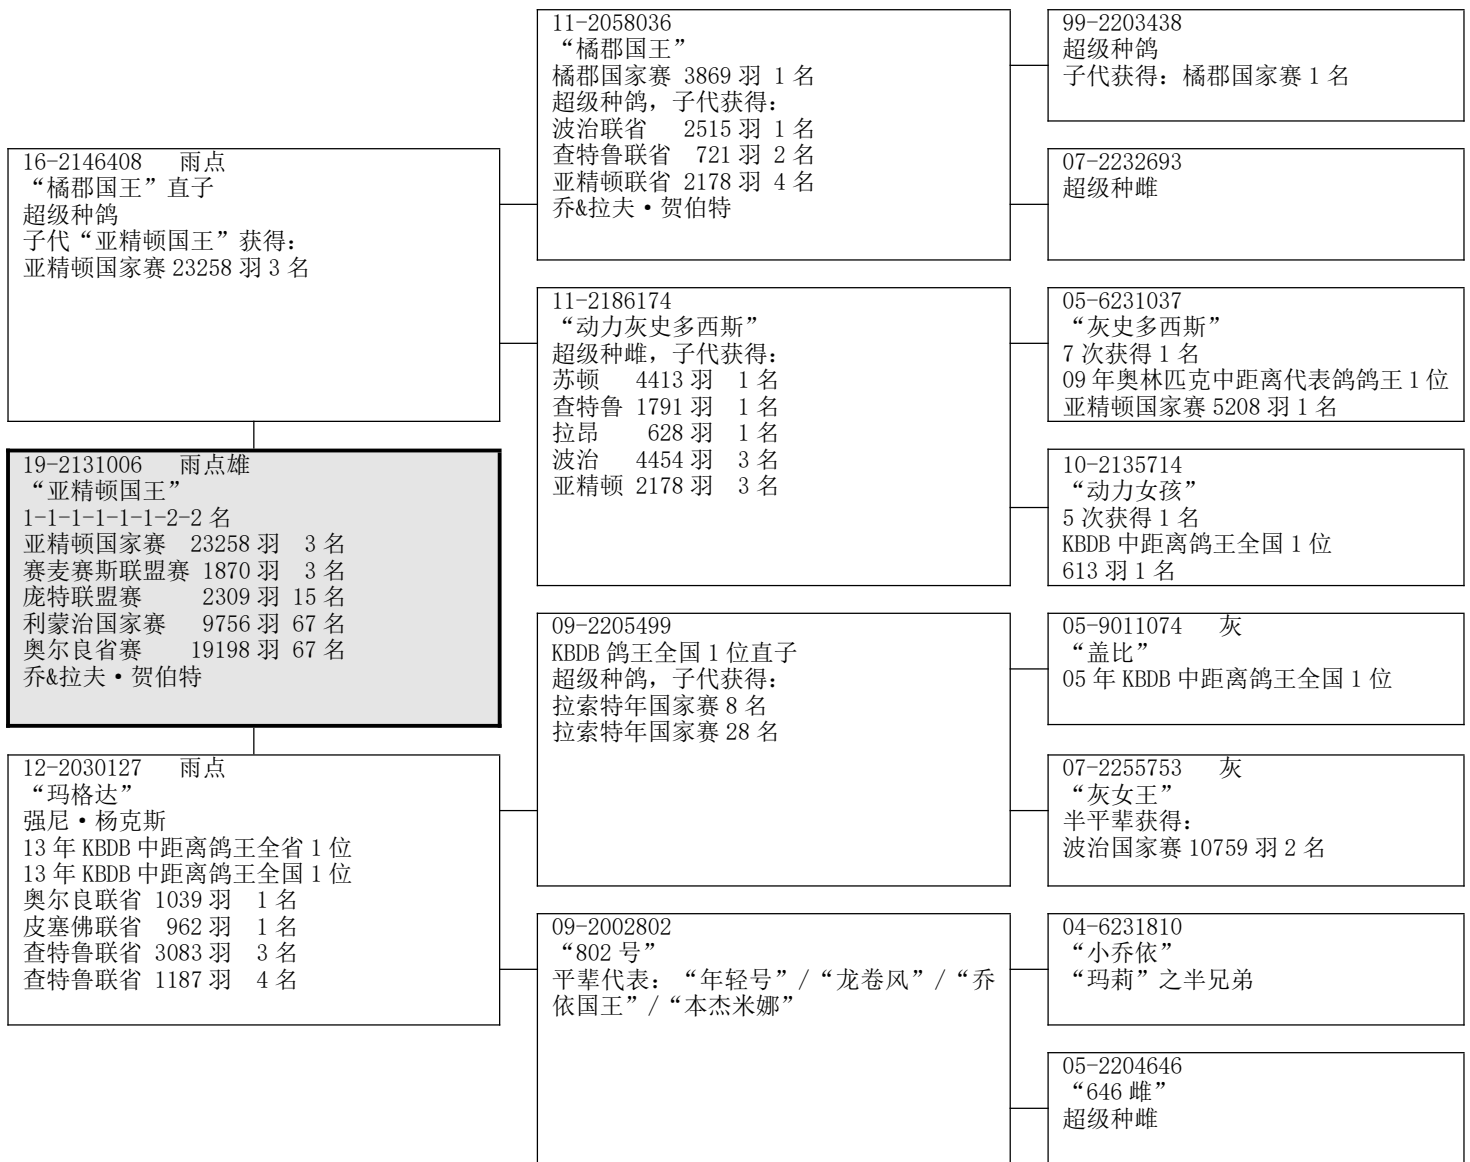 16-2146408 雨点
“橘郡国王”直子
超级种鸽
子代“亚精顿国王”获得：
亚精顿国家赛 23258 羽 3 名
19-2131006 雨点雄
“亚精顿国王”
1-1-1-1-1-1-2-2 名
亚精顿国家赛 23258 羽 3 名
赛麦赛斯联盟赛 1870 羽 3 名
庞特联盟赛 2309 羽 15 名
利蒙治国家赛 9756 羽 67 名
奥尔良省赛 19198 羽 67 名
乔&拉夫•贺伯特
12-2030127 雨点
“玛格达”
强尼•杨克斯
13 年 KBDB 中距离鸽王全省 1 位
13 年 KBDB 中距离鸽王全国 1 位
奥尔良联省 1039 羽 1 名
皮塞佛联省 962 羽 1 名
查特鲁联省 3083 羽 3 名
查特鲁联省 1187 羽 4 名
11-2058036
“橘郡国王”
橘郡国家赛 3869 羽 1 名
超级种鸽，子代获得：
波治联省 2515 羽 1 名
查特鲁联省 721 羽 2 名
亚精顿联省 2178 羽 4 名
乔&拉夫•贺伯特
11-2186174
“动力灰史多西斯”
超级种雌，子代获得：
苏顿 4413 羽 1 名
查特鲁 1791 羽 1 名
拉昂 628 羽 1 名
波治 4454 羽 3 名
亚精顿 2178 羽 3 名
09-2205499
KBDB 鸽王全国 1 位直子
超级种鸽，子代获得：
拉索特年国家赛 8 名
拉索特年国家赛 28 名
09-2002802
“802 号”
平辈代表：“年轻号”/“龙卷风”/“乔
依国王”/“本杰米娜”
99-2203438
超级种鸽
子代获得：橘郡国家赛 1 名
07-2232693
超级种雌
05-6231037
“灰史多西斯”
7 次获得 1 名
09 年奥林匹克中距离代表鸽鸽王 1 位
亚精顿国家赛 5208 羽 1 名
10-2135714
“动力女孩”
5 次获得 1 名
KBDB 中距离鸽王全国 1 位
613 羽 1 名
05-9011074 灰
“盖比”
05 年 KBDB 中距离鸽王全国 1 位
07-2255753 灰
“灰女王”
半平辈获得：
波治国家赛 10759 羽 2 名
04-6231810
“小乔依”
“玛莉”之半兄弟
05-2204646
“646 雌”
超级种雌